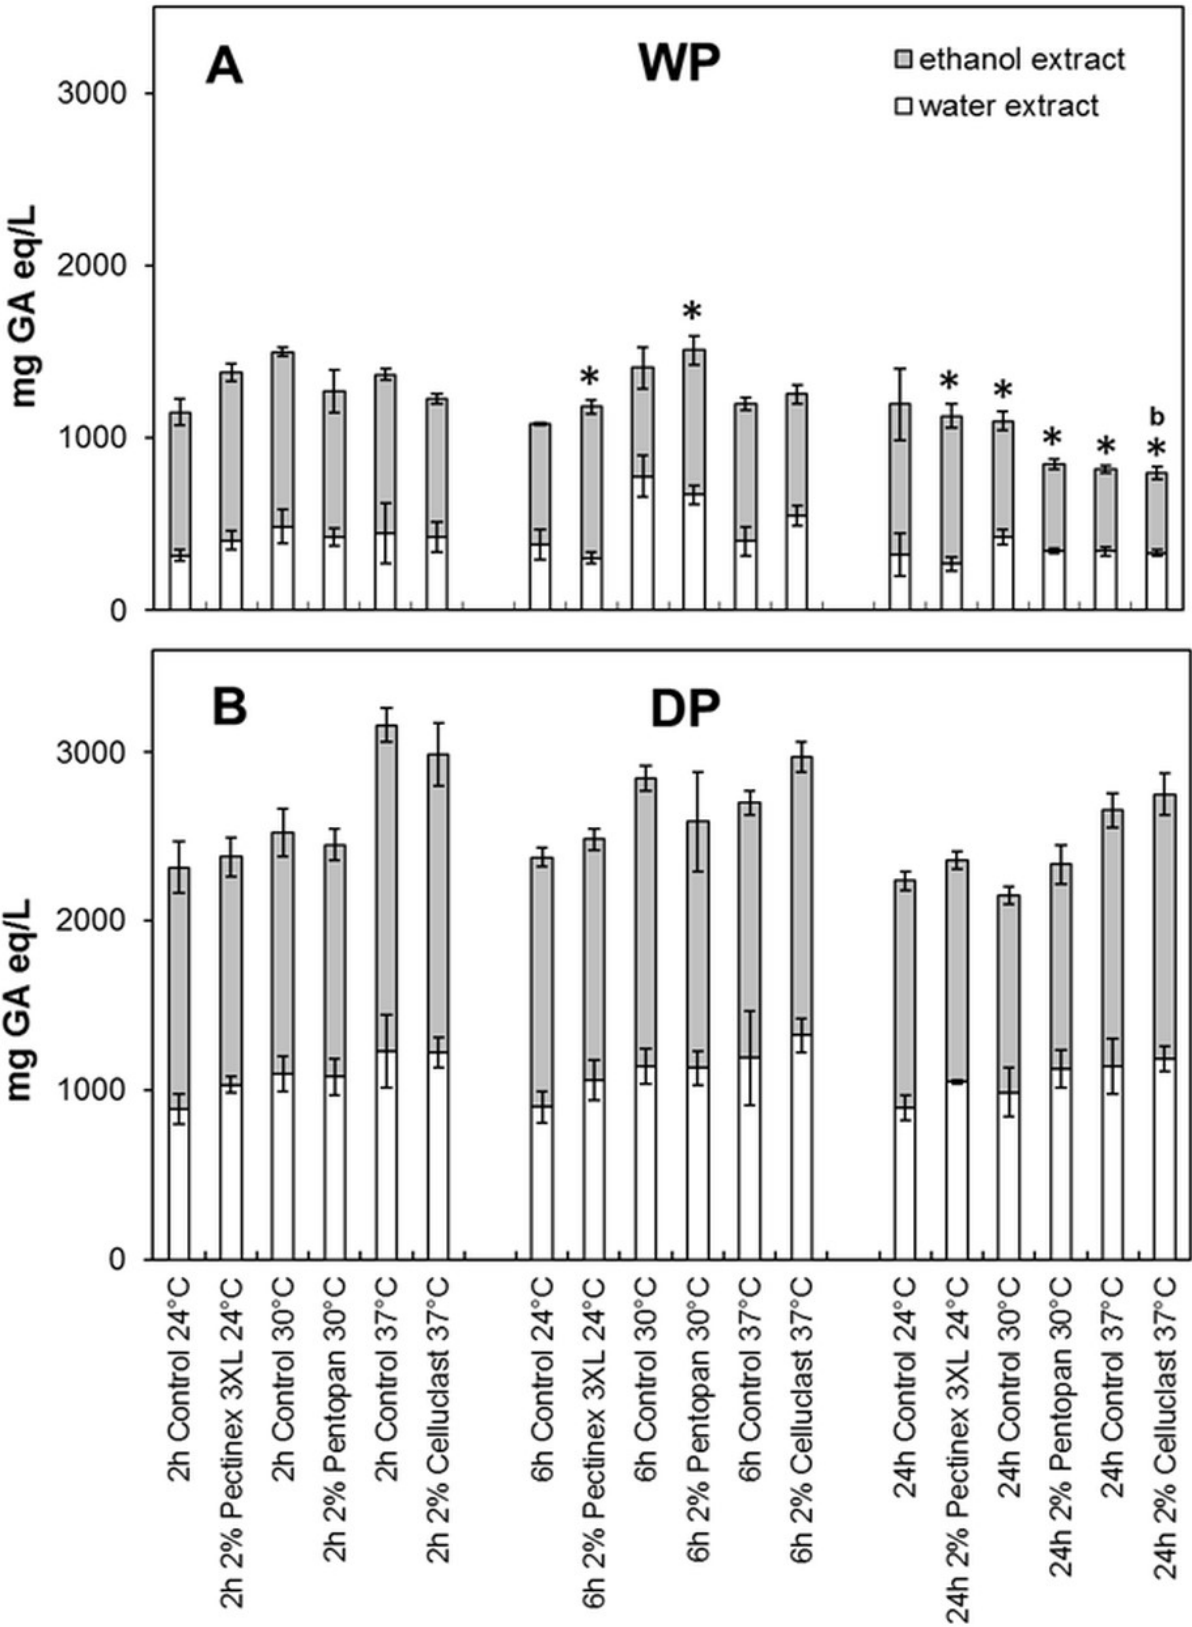 A
WP
ethanol extract
water extract
mg GA eq/L
3000
2000
1000
0
*
*
*
*
*
*
b
*
B
DP
mg GA eq/L
3000
2000
1000
0
2h Control 24°C
2h 2% Pectinex 3XL 24°C
2h Control 30°C
2h 2% Pentopan 30°C
2h Control 37°C
2h 2% Celluclast 37°C
6h Control 24°C
6h 2% Pectinex 3XL 24°C
6h Control 30°C
6h 2% Pentopan 30°C
6h Control 37°C
6h 2% Celluclast 37°C
24h Control 24°C
24h 2% Pectinex 3XL 24°C
24h Control 30°C
24h 2% Pentopan 30°C
24h Control 37°C
24h 2% Celluclast 37°C